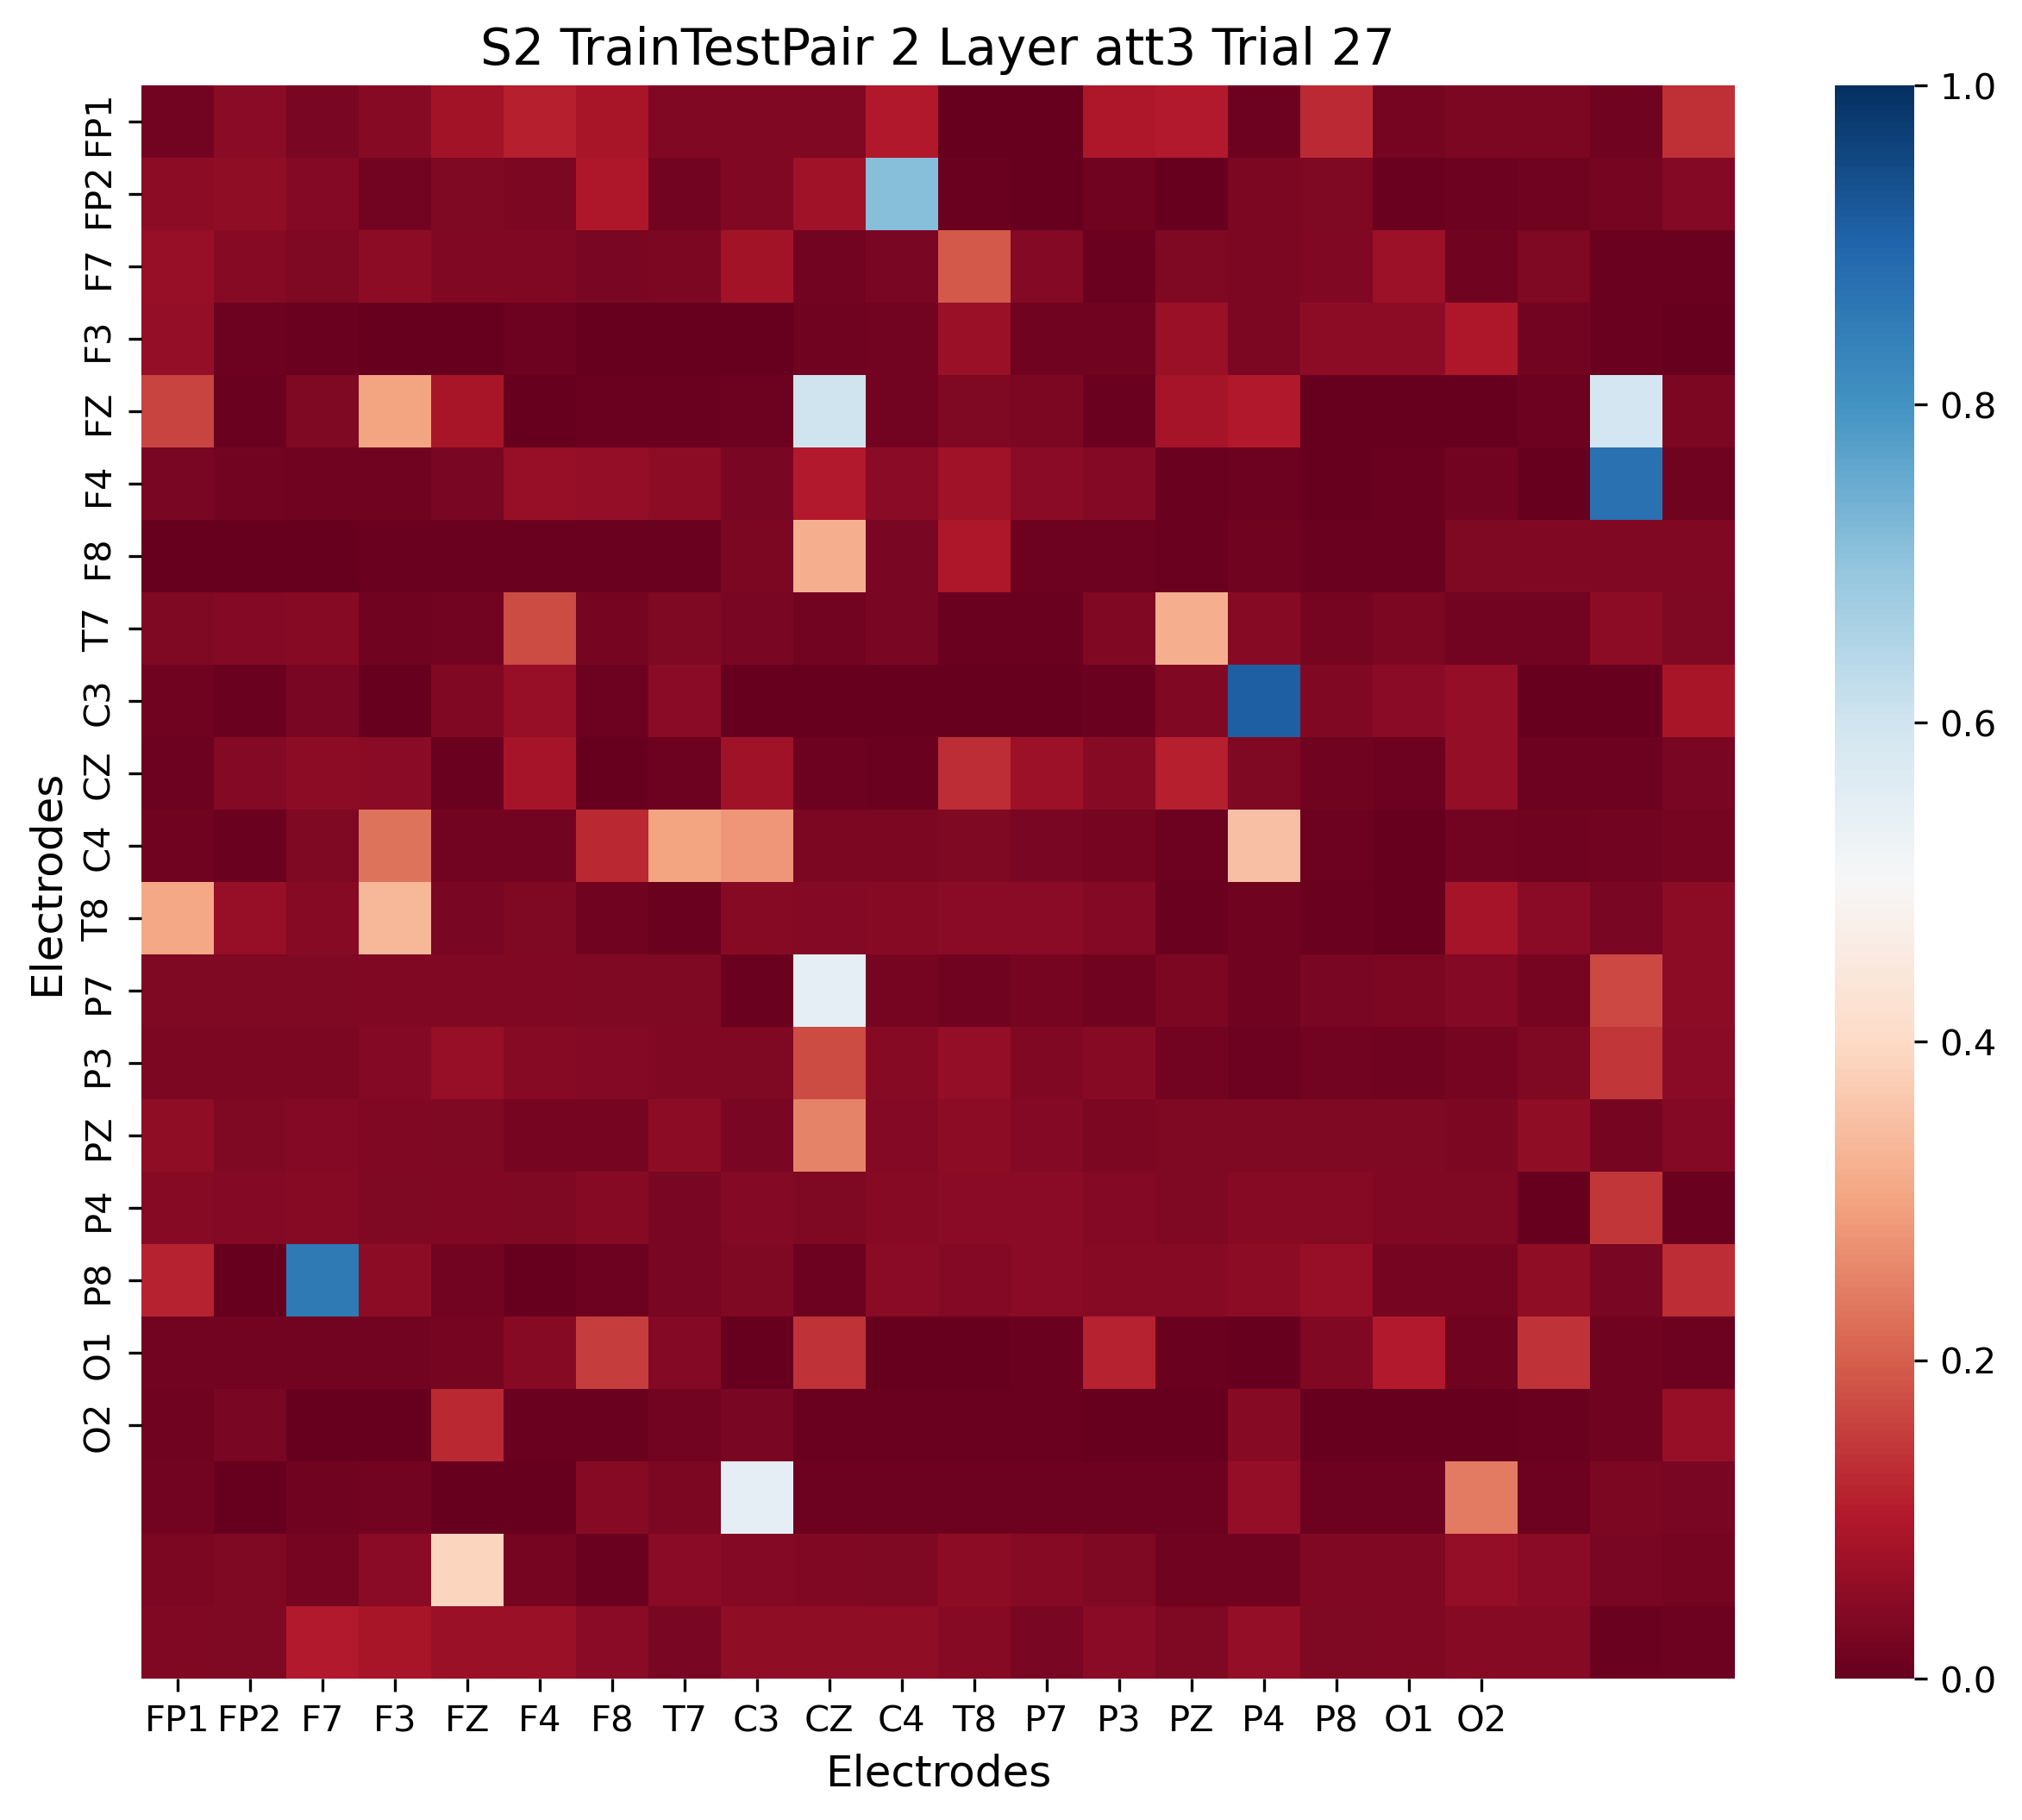 S2 TrainTestPair 2 Layer att3 Trial 27
Electrodes
FP1
FP2
F7
F3
FZ
F4
F8
T7
C3
CZ
C4
T8
P7
P3
PZ
P4
P8
O1
O2
FP1 FP2 F7 F3 FZ F4 F8 T7 C3 CZ C4 T8 P7 P3 PZ P4 P8 O1 O2
Electrodes
1.0
0.8
0.6
0.4
0.2
0.0